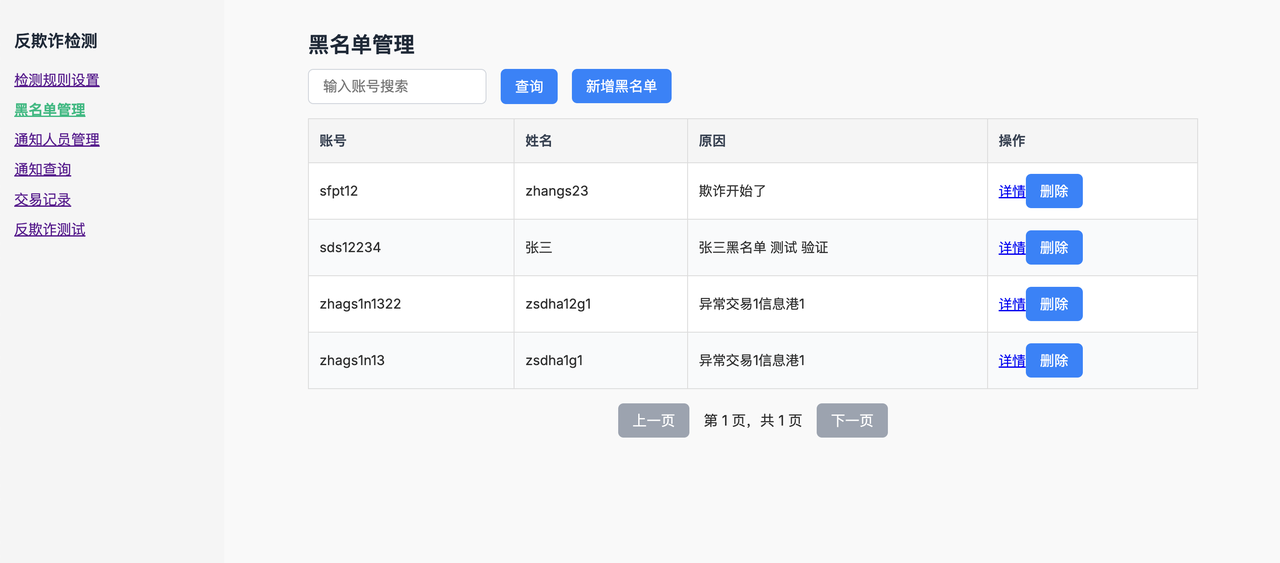 反欺诈检测
检测规则设置
黑名单管理
通知人员管理
通知查询
交易记录
反欺诈测试
黑名单管理
输入账号搜索 查询 新增黑名单
账号 姓名 原因 操作
sfpt12 zhangs23 欺诈开始了 详情 删除
sds12234 张三 张三黑名单 测试 验证 详情 删除
zhags1n1322 zsdha12g1 异常交易1信息港1 详情 删除
zhags1n13 zsdha1g1 异常交易1信息港1 详情 删除
上一页 第 1 页，共 1 页 下一页